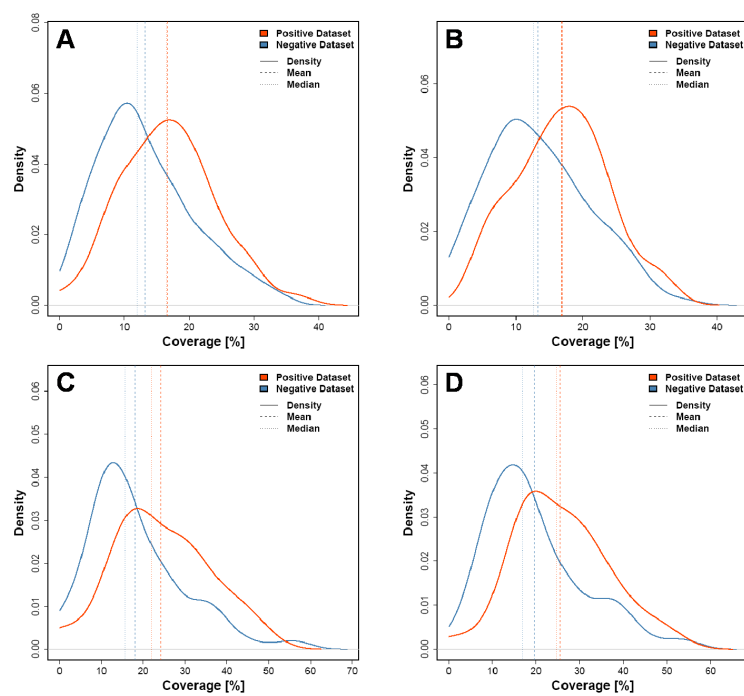 A
Positive Dataset
Negative Dataset
Density
Mean
Median
Density
0.00 0.02 0.04 0.06 0.08
0 10 20 30 40
Coverage [%]
B
Positive Dataset
Negative Dataset
Density
Mean
Median
Density
0.00 0.02 0.04 0.06
0 10 20 30 40
Coverage [%]
C
Positive Dataset
Negative Dataset
Density
Mean
Median
Density
0.00 0.01 0.02 0.03 0.04 0.05 0.06
0 10 20 30 40 50 60 70
Coverage [%]
D
Positive Dataset
Negative Dataset
Density
Mean
Median
Density
0.00 0.01 0.02 0.03 0.04 0.05 0.06
0 10 20 30 40 50 60
Coverage [%]